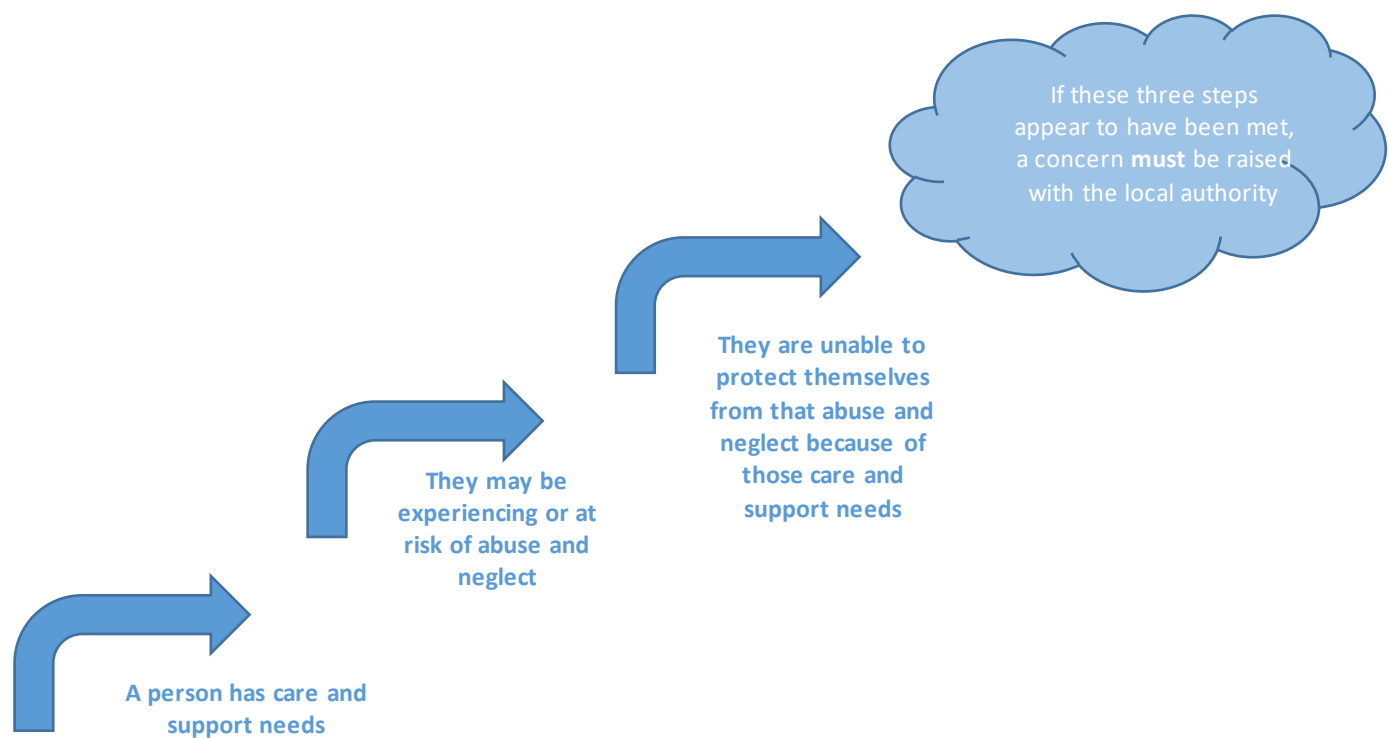 If these three steps
appear to have been met,
a concern must be raised
with the local authority
They are unable to
protect themselves
from that abuse and
neglect because of
those care and
support needs
They may be
experiencing or at
risk of abuse and
neglect
A person has care and
support needs